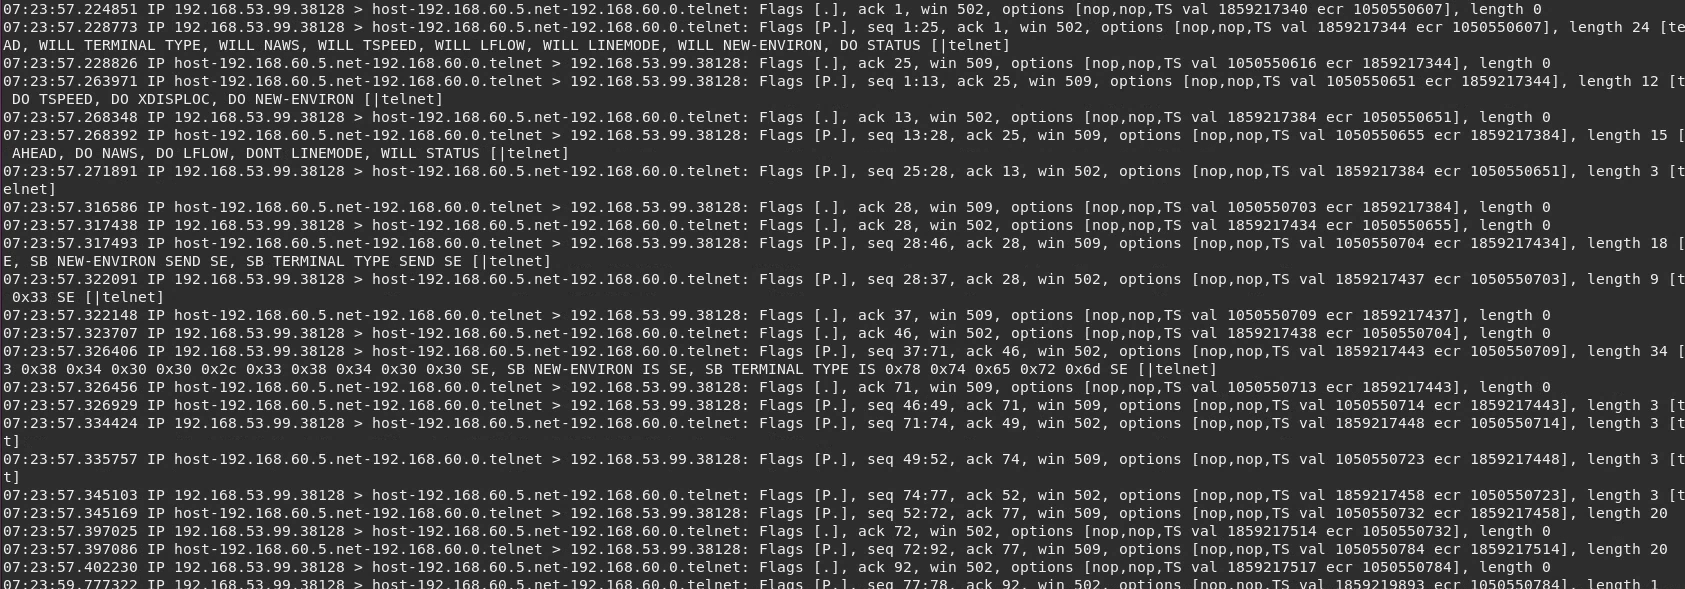 07:23:57.224851 IP 192.168.53.99.38128 > host-192.168.60.5.net-192.168.60.0.telnet: Flags [.], ack 1, win 502, options [nop,nop,TS val 1859217340 ecr 1050550607], length 0
07:23:57.228773 IP 192.168.53.99.38128 > host-192.168.60.5.net-192.168.60.0.telnet: Flags [P.], seq 1:25, ack 1, win 502, options [nop,nop,TS val 1859217344 ecr 1050550607], length 24 [te
AD, WILL TERMINAL TYPE, WILL NAWS, WILL TSPEED, WILL LFLOW, WILL LINEMODE, WILL NEW-ENVIRON, DO STATUS [|telnet]
07:23:57.228826 IP host-192.168.60.5.net-192.168.60.0.telnet > 192.168.53.99.38128: Flags [.], ack 25, win 509, options [nop,nop,TS val 1050550616 ecr 1859217344], length 0
07:23:57.263971 IP host-192.168.60.5.net-192.168.60.0.telnet > 192.168.53.99.38128: Flags [P.], seq 1:13, ack 25, win 509, options [nop,nop,TS val 1050550651 ecr 1859217344], length 12 [t
DO TSPEED, DO XDISPLOC, DO NEW-ENVIRON [|telnet]
07:23:57.268348 IP 192.168.53.99.38128 > host-192.168.60.5.net-192.168.60.0.telnet: Flags [.], ack 13, win 502, options [nop,nop,TS val 1859217384 ecr 1050550651], length 0
07:23:57.268392 IP host-192.168.60.5.net-192.168.60.0.telnet > 192.168.53.99.38128: Flags [P.], seq 13:28, ack 25, win 509, options [nop,nop,TS val 1050550655 ecr 1859217384], length 15 [
AHEAD, DO NAWS, DO LFLOW, DONT LINEMODE, WILL STATUS [|telnet]
07:23:57.271891 IP 192.168.53.99.38128 > host-192.168.60.5.net-192.168.60.0.telnet: Flags [P.], seq 25:28, ack 13, win 502, options [nop,nop,TS val 1859217384 ecr 1050550651], length 3 [t
elnet]
07:23:57.316586 IP host-192.168.60.5.net-192.168.60.0.telnet > 192.168.53.99.38128: Flags [.], ack 28, win 509, options [nop,nop,TS val 1050550703 ecr 1859217384], length 0
07:23:57.317438 IP 192.168.53.99.38128 > host-192.168.60.5.net-192.168.60.0.telnet: Flags [.], ack 28, win 502, options [nop,nop,TS val 1859217434 ecr 1050550655], length 0
07:23:57.317493 IP host-192.168.60.5.net-192.168.60.0.telnet > 192.168.53.99.38128: Flags [P.], seq 28:46, ack 28, win 509, options [nop,nop,TS val 1050550704 ecr 1859217434], length 18 [
E, SB NEW-ENVIRON SEND SE, SB TERMINAL TYPE SEND SE [|telnet]
07:23:57.322091 IP 192.168.53.99.38128 > host-192.168.60.5.net-192.168.60.0.telnet: Flags [P.], seq 28:37, ack 28, win 502, options [nop,nop,TS val 1859217437 ecr 1050550703], length 9 [t
0x33 SE [|telnet]
07:23:57.322148 IP host-192.168.60.5.net-192.168.60.0.telnet > 192.168.53.99.38128: Flags [.], ack 37, win 509, options [nop,nop,TS val 1050550709 ecr 1859217437], length 0
07:23:57.323707 IP 192.168.53.99.38128 > host-192.168.60.5.net-192.168.60.0.telnet: Flags [.], ack 46, win 502, options [nop,nop,TS val 1859217438 ecr 1050550704], length 0
07:23:57.326406 IP 192.168.53.99.38128 > host-192.168.60.5.net-192.168.60.0.telnet: Flags [P.], seq 37:71, ack 46, win 502, options [nop,nop,TS val 1859217443 ecr 1050550709], length 34 [
3 0x38 0x34 0x30 0x30 0x2c 0x33 0x38 0x34 0x30 0x30 SE, SB NEW-ENVIRON IS SE, SB TERMINAL TYPE IS 0x78 0x74 0x65 0x72 0x6d SE [|telnet]
07:23:57.326456 IP host-192.168.60.5.net-192.168.60.0.telnet > 192.168.53.99.38128: Flags [.], ack 71, win 509, options [nop,nop,TS val 1050550713 ecr 1859217443], length 0
07:23:57.326929 IP host-192.168.60.5.net-192.168.60.0.telnet > 192.168.53.99.38128: Flags [P.], seq 46:49, ack 71, win 509, options [nop,nop,TS val 1050550714 ecr 1859217443], length 3 [t
07:23:57.334424 IP 192.168.53.99.38128 > host-192.168.60.5.net-192.168.60.0.telnet: Flags [P.], seq 71:74, ack 49, win 502, options [nop,nop,TS val 1859217448 ecr 1050550714], length 3 [t
t]
07:23:57.335757 IP host-192.168.60.5.net-192.168.60.0.telnet > 192.168.53.99.38128: Flags [P.], seq 49:52, ack 74, win 509, options [nop,nop,TS val 1050550723 ecr 1859217448], length 3 [t
t]
07:23:57.345103 IP 192.168.53.99.38128 > host-192.168.60.5.net-192.168.60.0.telnet: Flags [P.], seq 74:77, ack 52, win 502, options [nop,nop,TS val 1859217458 ecr 1050550723], length 3 [t
07:23:57.345169 IP host-192.168.60.5.net-192.168.60.0.telnet > 192.168.53.99.38128: Flags [P.], seq 52:72, ack 77, win 509, options [nop,nop,TS val 1050550732 ecr 1859217458], length 20
07:23:57.397025 IP 192.168.53.99.38128 > host-192.168.60.5.net-192.168.60.0.telnet: Flags [.], ack 72, win 502, options [nop,nop,TS val 1859217514 ecr 1050550732], length 0
07:23:57.397086 IP host-192.168.60.5.net-192.168.60.0.telnet > 192.168.53.99.38128: Flags [P.], seq 72:92, ack 77, win 509, options [nop,nop,TS val 1050550784 ecr 1859217514], length 20
07:23:57.402230 IP 192.168.53.99.38128 > host-192.168.60.5.net-192.168.60.0.telnet: Flags [.], ack 92, win 502, options [nop,nop,TS val 1859217517 ecr 1050550784], length 0
07:23:59.777322 IP 192.168.53.99.38128 > host-192.168.60.5.net-192.168.60.0.telnet: Flags [P.], seq 77:78, ack 92, win 502, options [nop,nop,TS val 1859219893 ecr 1050550784], length 1